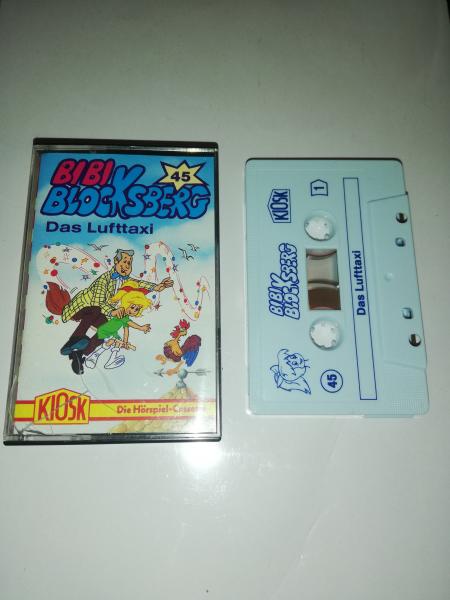 BIBI
45
BLOCKSBERG
Das Lufttaxi
KIOSK
Die Hörspiel-Cassette
KIOSK
1
BIBI
BLOCKSBERG
Das Lufttaxi
45